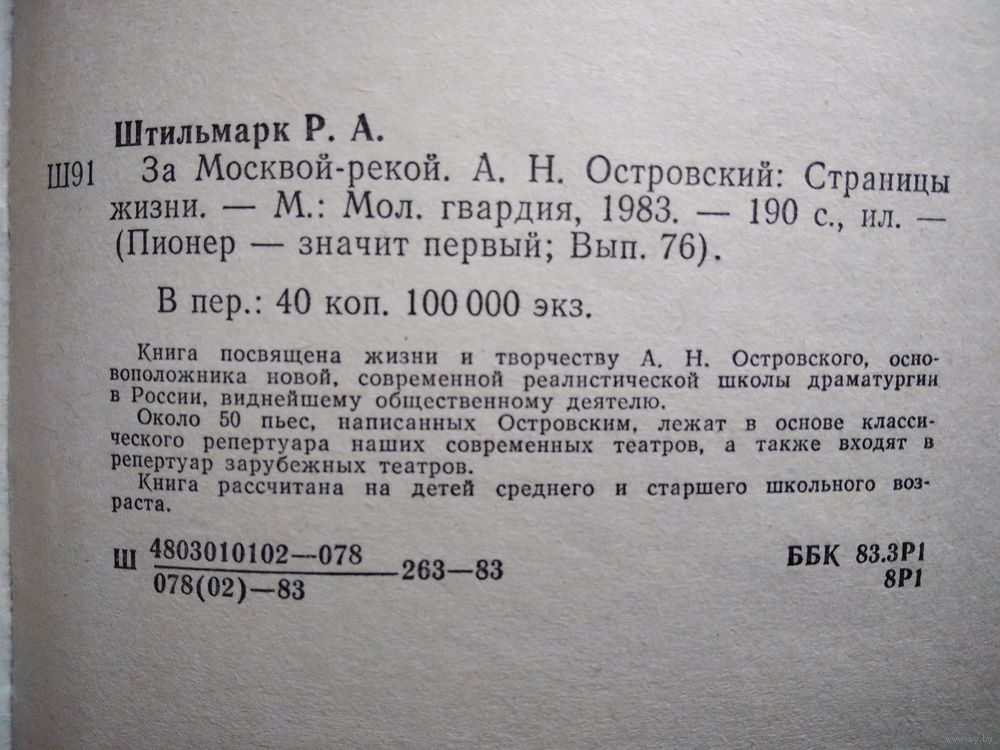 Штильмарк Р. А.
Ш91 За Москвой-рекой. А. Н. Островский: Страницы
жизни. — М.: Мол. гвардия, 1983. — 190 с., ил. —
(Пионер — значит первый; Вып. 76).
В пер.: 40 коп. 100 000 экз.
Книга посвящена жизни и творчеству А. Н. Островского, осно-
воположника новой, современной реалистической школы драматургии
в России, виднейшему общественному деятелю.
Около 50 пьес, написанных Островским, лежат в основе класси-
ческого репертуара наших современных театров, а также входят в
репертуар зарубежных театров.
Книга рассчитана на детей среднего и старшего школьного воз-
раста.
Ш 4803010102—078
078(02)—83 263—83
ББК 83.3Р1
8Р1
www.ay.by